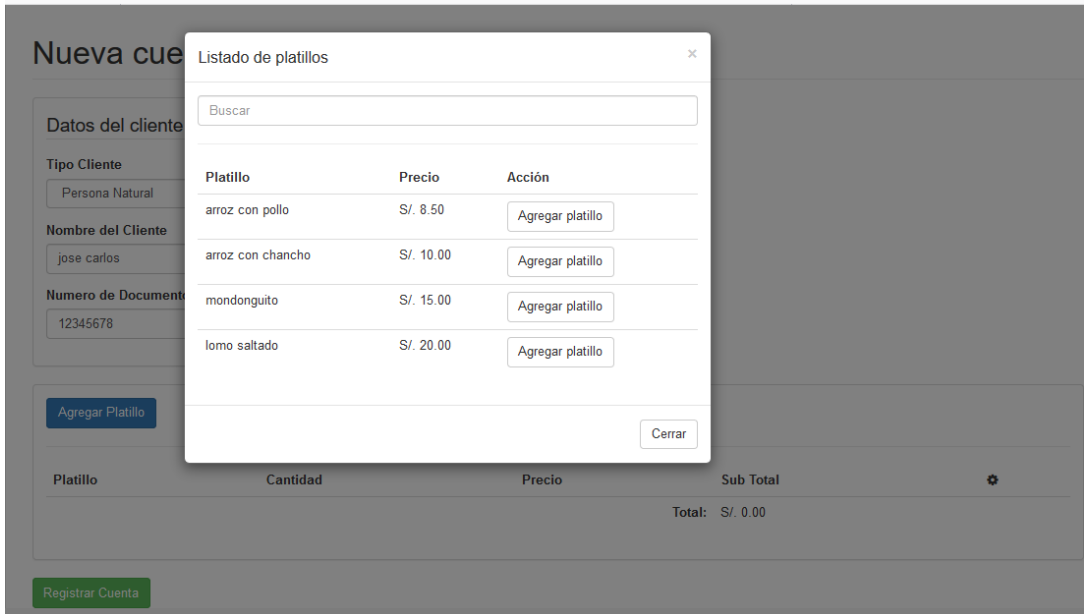 Nueva cue
Listado de platillos ×
Buscar
Datos del cliente
Tipo Cliente
Persona Natural
Nombre del Cliente
jose carlos
Numero de Documento
12345678
Platillo Precio Acción
arroz con pollo S/. 8.50 Agregar platillo
arroz con chancho S/. 10.00 Agregar platillo
mondonguito S/. 15.00 Agregar platillo
lomo saltado S/. 20.00 Agregar platillo
Cerrar
Agregar Platillo
Platillo Cantidad Precio Sub Total
Total: S/. 0.00
Registrar Cuenta